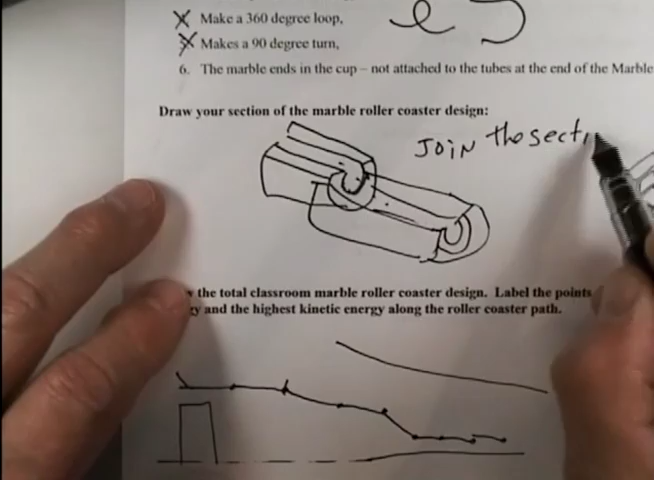 Make a 360 degree loop,
Makes a 90 degree turn,
6. The marble ends in the cup – not attached to the tubes at the end of the Marble
Draw your section of the marble roller coaster design:
Join the secti
the total classroom marble roller coaster design. Label the points
gy and the highest kinetic energy along the roller coaster path.